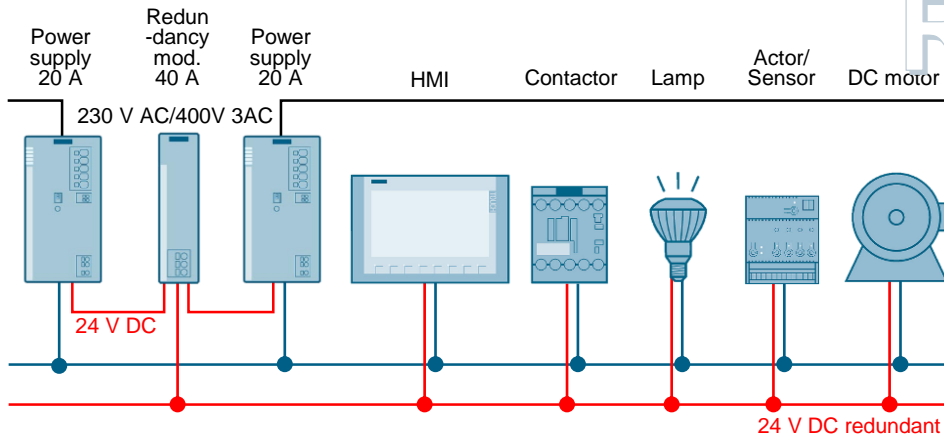 Power
supply
20 A
Redun
-dancy
mod.
40 A
Power
supply
20 A
HMI
Contactor
Lamp
Actor/
Sensor
DC motor
230 V AC/400V 3AC
24 V DC
24 V DC redundant